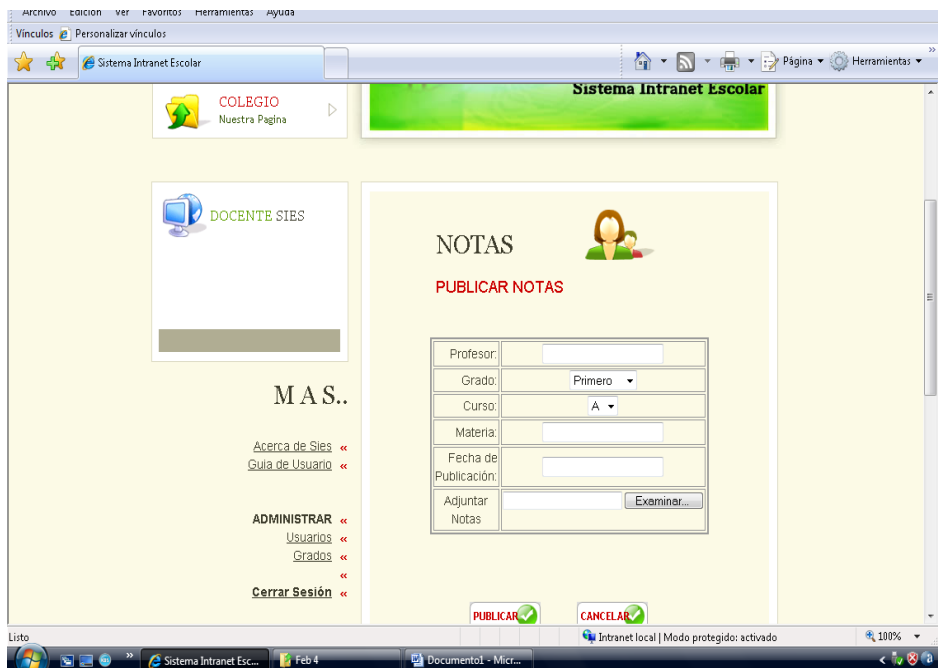 Archivo Edición Ver Favoritos Herramientas Ayuda
Vínculos Personalizar vínculos
Sistema Intranet Escolar
Página Herramientas
COLEGIO
Nuestra Pagina
Sistema Intranet Escolar
DOCENTE SIES
NOTAS
PUBLICAR NOTAS
Profesor:
Grado: Primero
Curso: A
Materia:
Fecha de
Publicación:
Adjuntar
Notas
Examinar...
M A S..
Acerca de Sies «
Guia de Usuario «
ADMINISTRAR «
Usuarios «
Grados «
«
Cerrar Sesión «
PUBLICAR CANCELAR
Listo Intranet local | Modo protegido: activado 100%
Sistema Intranet Esc... Feb 4 Documento1 - Micr...